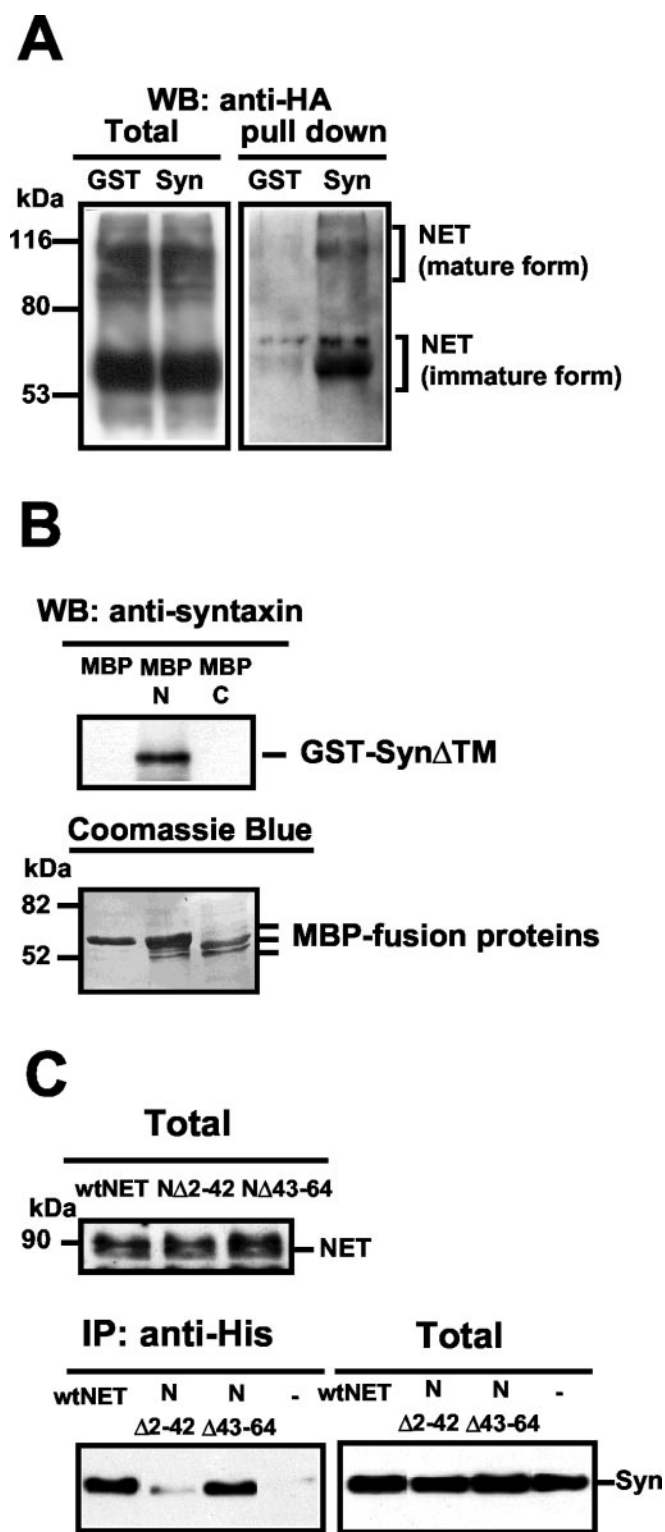 A
WB: anti-HA
Total pull down
GST Syn GST Syn
kDa
116
80
53
NET
(mature form)
NET
(immature form)
B
WB: anti-syntaxin
MBP MBP MBP
N C
GST-SynΔTM
Coomassie Blue
kDa
82
52
MBP-fusion proteins
C
Total
wtNET NΔ2-42 NΔ43-64
kDa
90
NET
IP: anti-His Total
wtNET N N - wtNET N N -
Δ2-42 Δ43-64 Δ2-42 Δ43-64
Syn